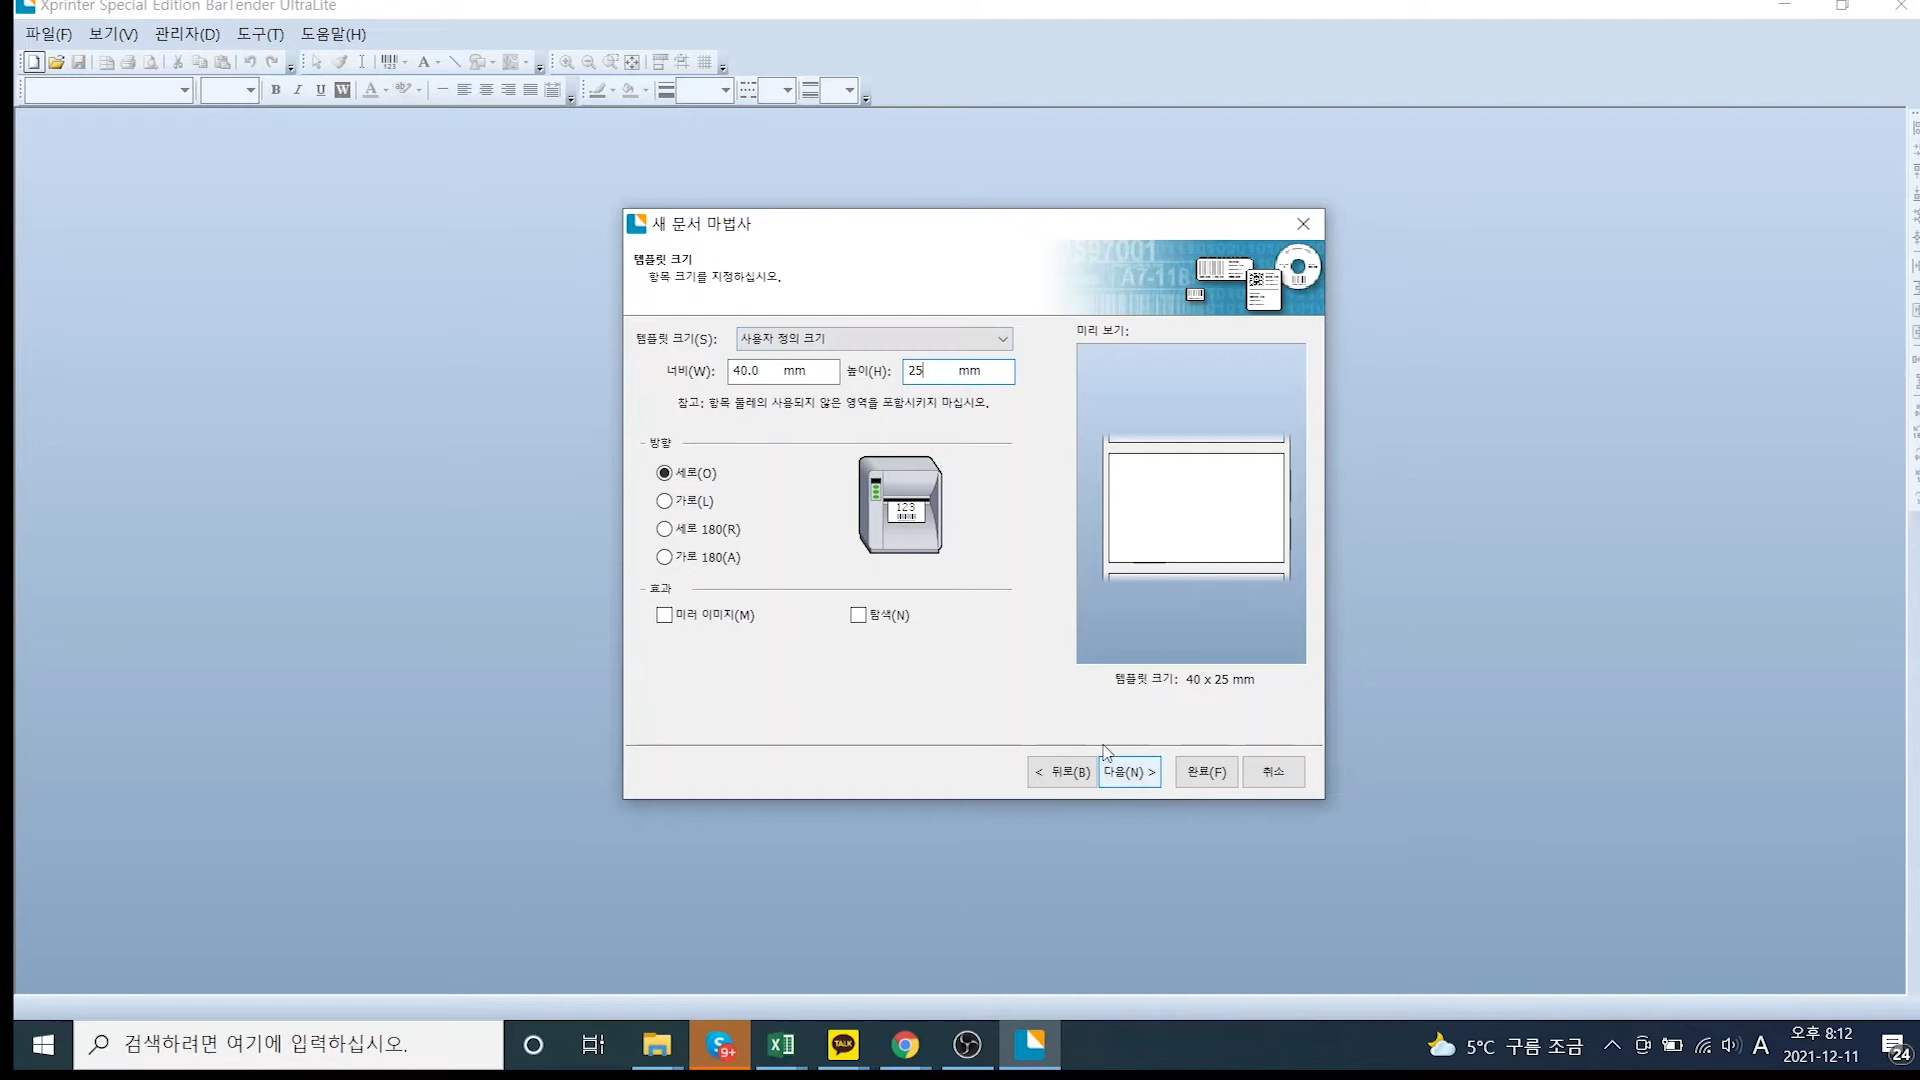 Xprinter Special Edition BarTender UltraLite
파일(F) 보기(V) 관리자(D) 도구(T) 도움말(H)
새 문서 마법사
템플릿 크기
항목 크기를 지정하십시오.
템플릿 크기(S): 사용자 정의 크기
너비(W): 40.0 mm 높이(H): 25 mm
참고: 항목 둘레의 사용되지 않은 영역을 포함시키지 마십시오.
방향
세로(O)
가로(L)
세로 180(R)
가로 180(A)
123
효과
미러 이미지(M) 탐색(N)
미리 보기:
템플릿 크기: 40 x 25 mm
< 뒤로(B) 다음(N) > 완료(F) 취소
검색하려면 여기에 입력하십시오.
9+
TALK
5°C 구름 조금
A
오후 8:12
2021-12-11
24